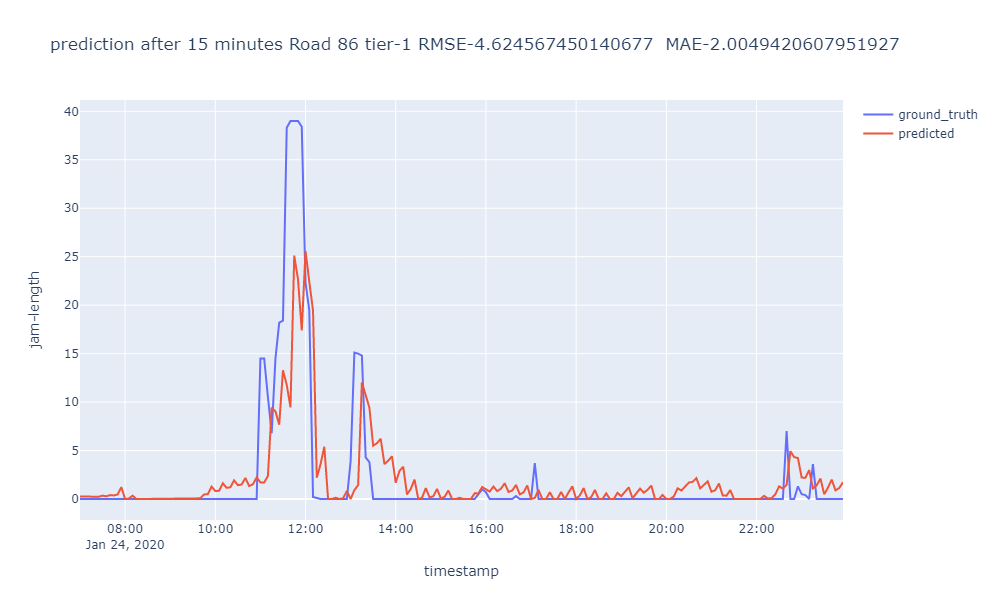 prediction after 15 minutes Road 86 tier-1 RMSE-4.624567450140677 MAE-2.0049420607951927
ground_truth
predicted
40
35
30
25
20
15
10
5
0
jam-length
08:00 10:00 12:00 14:00 16:00 18:00 20:00 22:00
Jan 24, 2020
timestamp